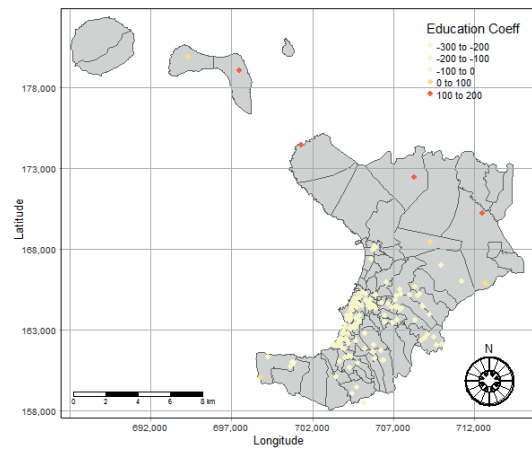 Education Coeff
-300 to -200
-200 to -100
-100 to 0
0 to 100
100 to 200
178,000
173,000
168,000
163,000
158,000
Latitude
N
0 2 4 6 8 km
692,000 697,000 702,000 707,000 712,000
Longitude